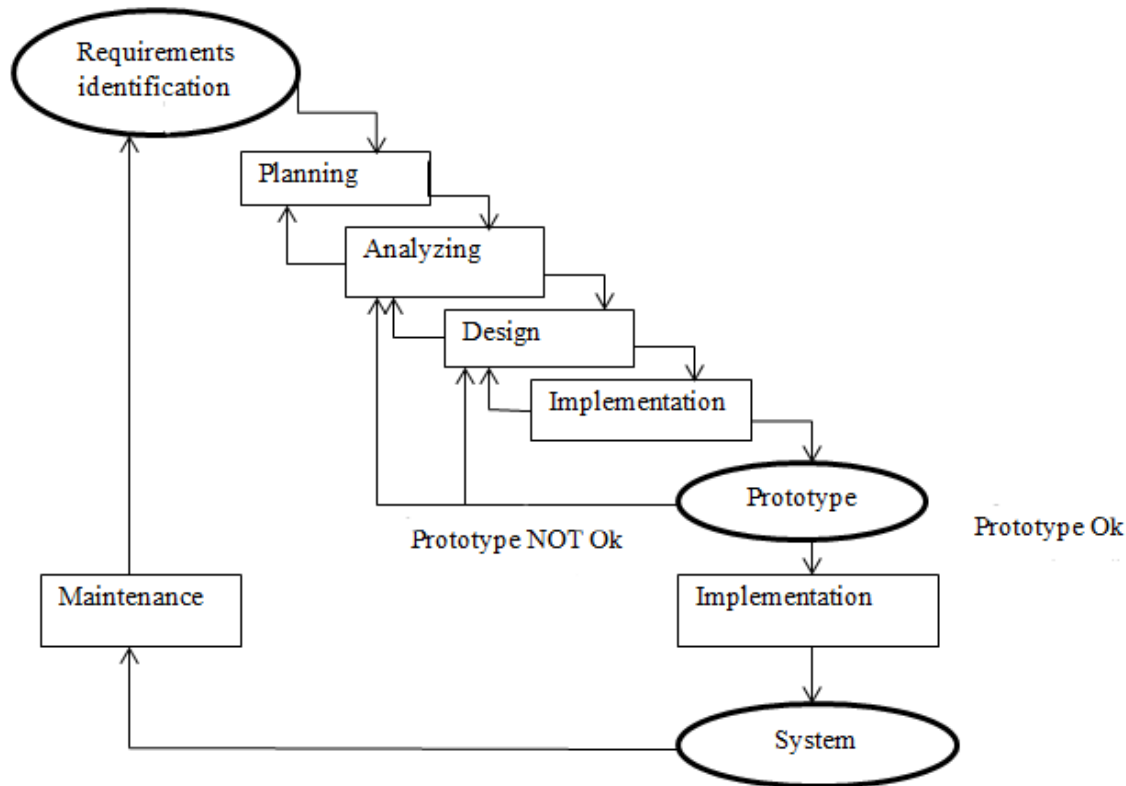 Requirements
identification
Planning
Analyzing
Design
Implementation
Prototype
Prototype NOT Ok
Prototype Ok
Maintenance
Implementation
System